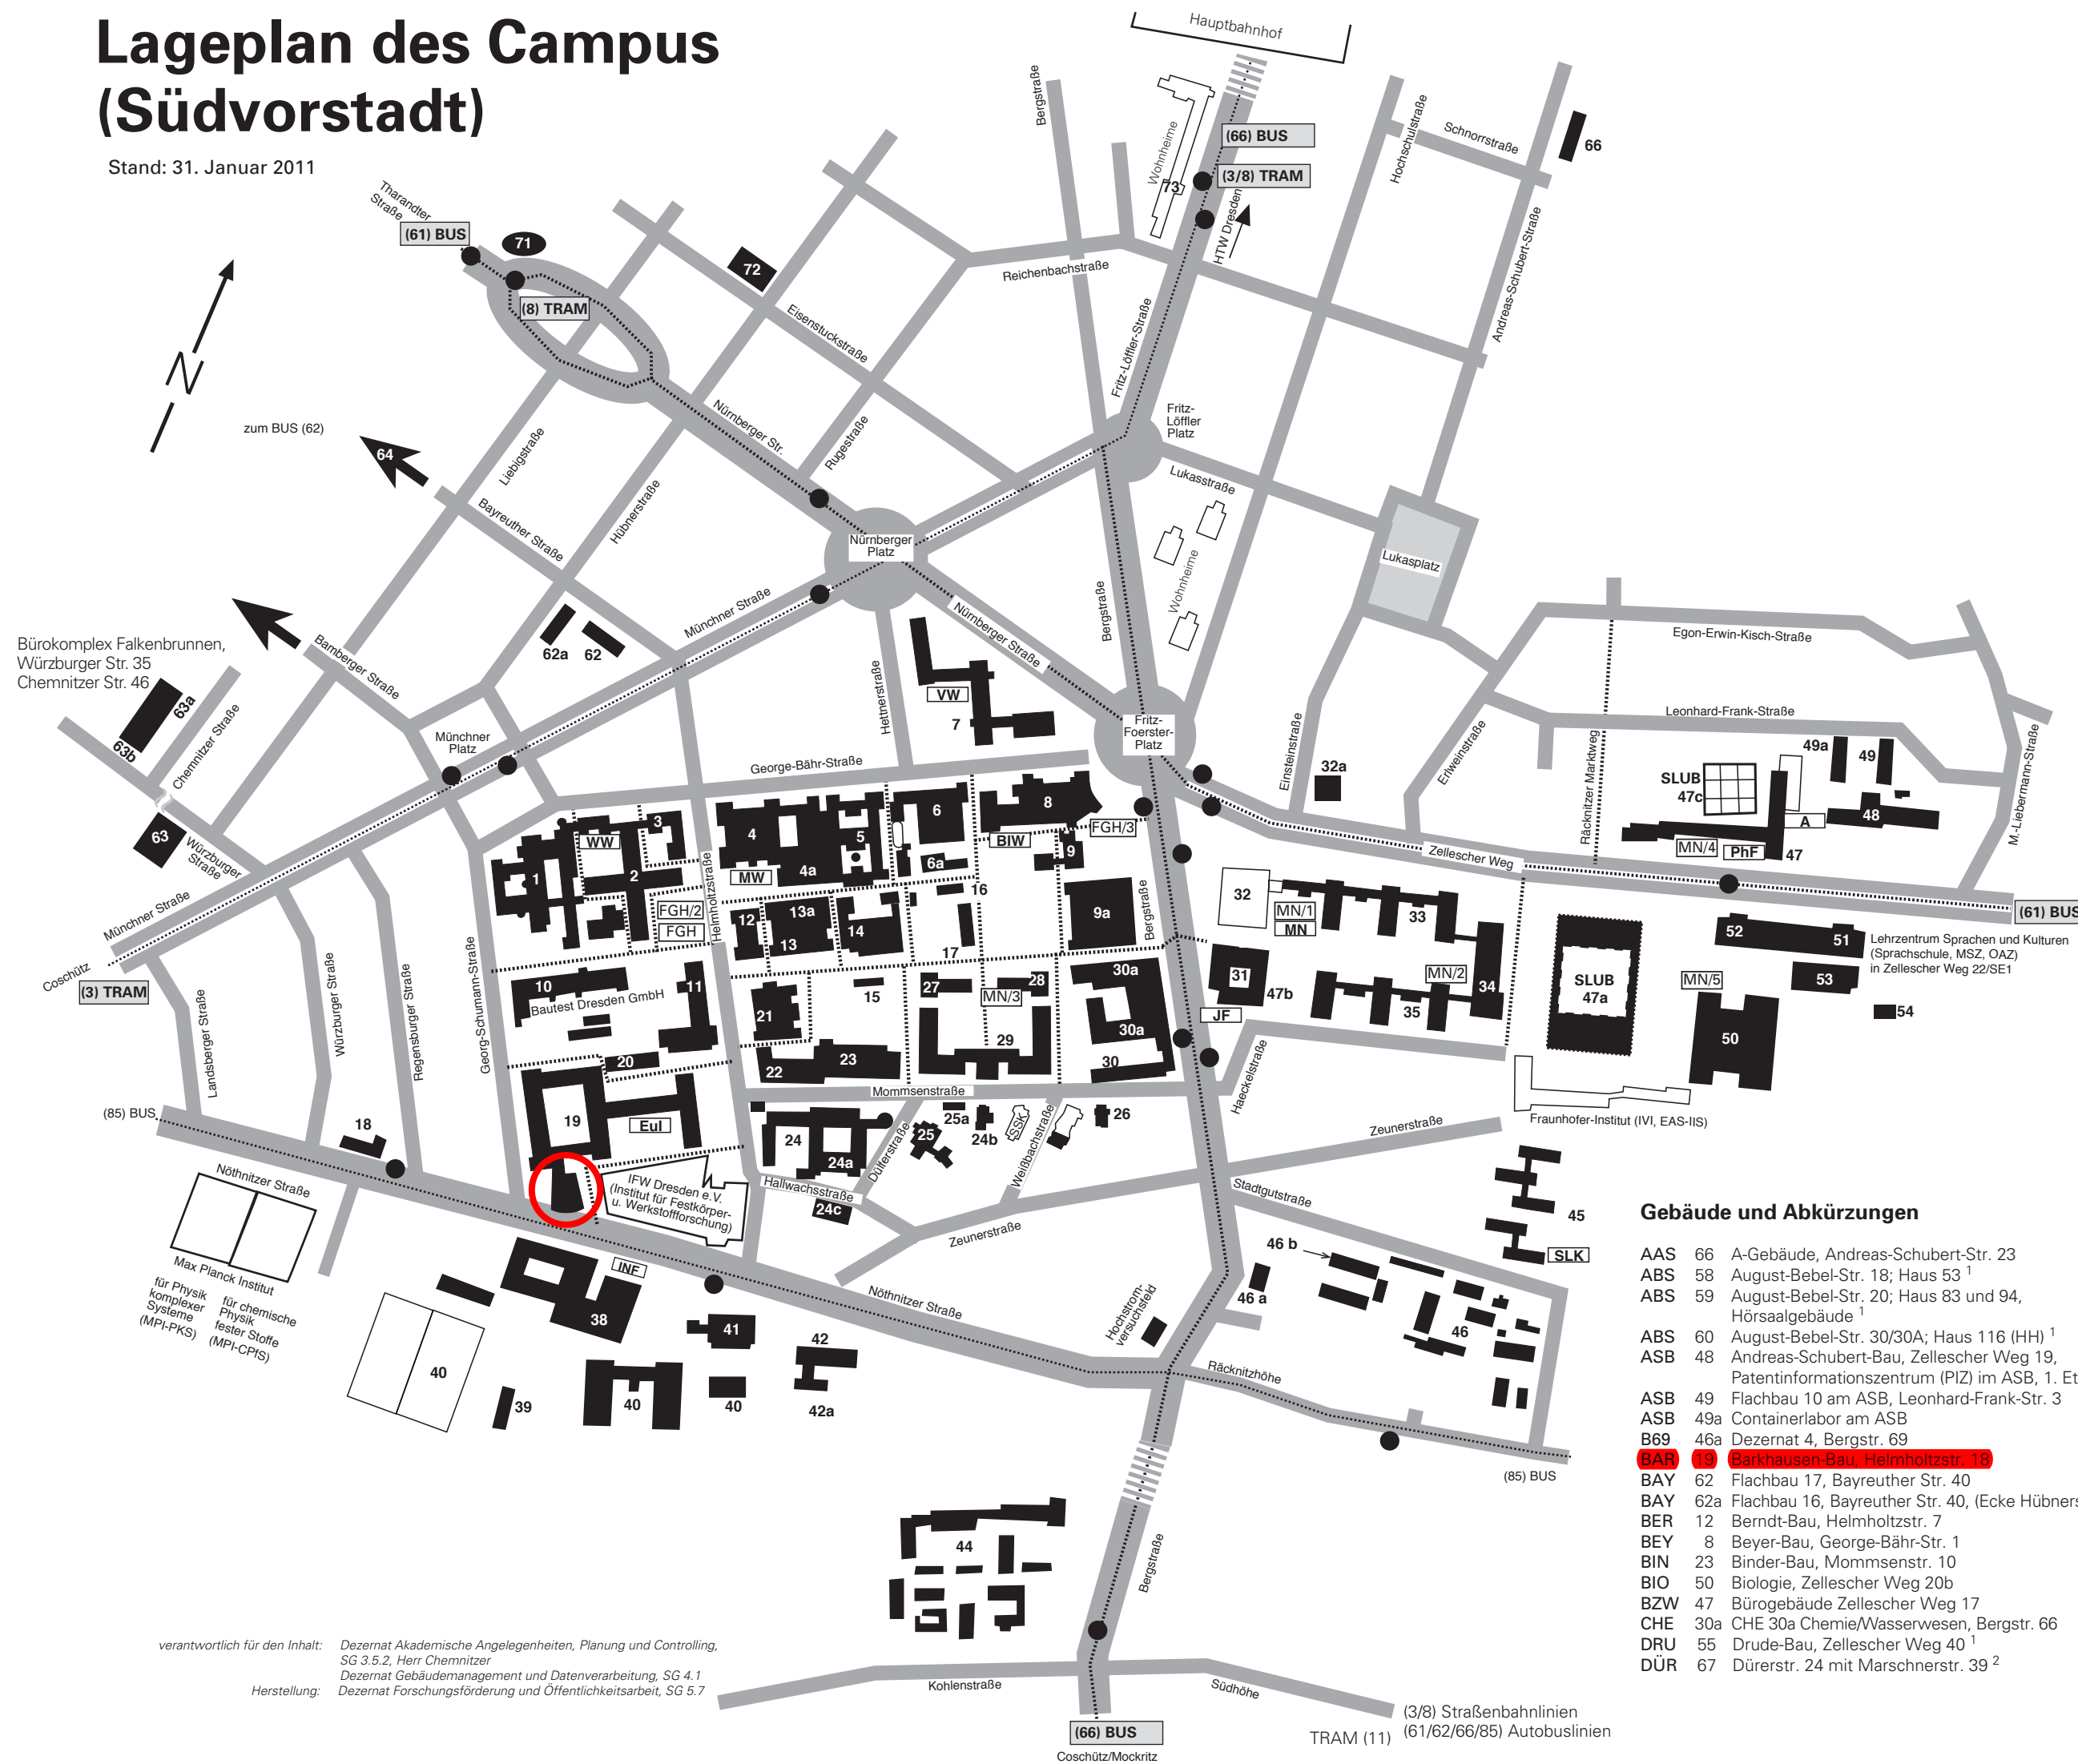 Lageplan des Campus
(Südvorstadt)
Stand: 31. Januar 2011
Hauptbahnhof
Bergstraße
Wohnheime
73
(66) BUS
(3/8) TRAM
HTW Dresden
Hochschulstraße
Schnorrstraße
66
Andreas-Schubert-Straße
Tharandter
Straße
(61) BUS
71
(8) TRAM
72
Reichenbachstraße
Eisenstuckstraße
Fritz-Löffler-Straße
N
zum BUS (62)
64
Liebigstraße
Nürnberger Str.
Rugestraße
Fritz-
Löffler
Platz
Lukasstraße
Bayreuther Straße
Hübnerstraße
Nürnberger
Platz
Lukasplatz
Wohnheime
Bergstraße
Münchner Straße
Nürnberger Straße
Bürokomplex Falkenbrunnen,
Würzburger Str. 35
Chemnitzer Str. 46
Bamberger Straße
62a
62
Hettnerstraße
VW
7
Egon-Erwin-Kisch-Straße
63a
63b
Chemnitzer Straße
Münchner
Platz
Fritz-
Foerster-
Platz
Leonhard-Frank-Straße
Einsteinstraße
Erlweinstraße
Räcknitzer Marktweg
M.-Liebermann-Straße
George-Bähr-Straße
32a
49a
49
SLUB
47c
A
48
63
Würzburger
Straße
WW
3
4
5
6
8
FGH/3
BIW
9
1
2
MW
4a
6a
16
Zellescher Weg
MN/4
PhF
47
Münchner Straße
FGH/2
FGH
Helmholtzstraße
12
13a
13
14
17
9a
Bergstraße
32
MN/1
MN
33
(61) BUS
Coschütz
(3) TRAM
Georg-Schumann-Straße
10
Bautest Dresden GmbH
11
21
15
27
28
MN/3
30a
30a
31
47b
JF
MN/2
34
35
SLUB
47a
52
51
Lehrzentrum Sprachen und Kulturen
(Sprachschule, MSZ, OAZ)
in Zellescher Weg 22/SE1
MN/5
53
54
50
Landsberger Straße
Würzburger Straße
Regensburger Straße
20
22
23
29
30
Mommsenstraße
Haeckelstraße
Fraunhofer-Institut (IVI, EAS-IIS)
(85) BUS
18
19
EuI
24
24a
25a
25
24b
SSK
26
Dülferstraße
Weißbachstraße
Zeunerstraße
Nöthnitzer Straße
IFW Dresden e.V.
(Institut für Festkörper-
u. Werkstoffforschung)
Hallwachsstraße
24c
Zeunerstraße
Stadtgutstraße
45
SLK
Max Planck Institut
für Physik
komplexer
Systeme
(MPI-PKS)
für chemische
Physik
fester Stoffe
(MPI-CPfS)
INF
38
Nöthnitzer Straße
46 b
46 a
46
Hochstrom-
versuchsfeld
40
39
40
41
40
42
42a
Räcknitzhöhe
(85) BUS
44
Bergstraße
Kohlenstraße
Südhöhe
(66) BUS
Coschütz/Mockritz
TRAM (11)
(3/8) Straßenbahnlinien
(61/62/66/85) Autobuslinien
verantwortlich für den Inhalt: Dezernat Akademische Angelegenheiten, Planung und Controlling,
SG 3.5.2, Herr Chemnitzer
Dezernat Gebäudemanagement und Datenverarbeitung, SG 4.1
Herstellung: Dezernat Forschungsförderung und Öffentlichkeitsarbeit, SG 5.7
Gebäude und Abkürzungen
AAS 66 A-Gebäude, Andreas-Schubert-Str. 23
ABS 58 August-Bebel-Str. 18; Haus 53 1
ABS 59 August-Bebel-Str. 20; Haus 83 und 94,
Hörsaalgebäude 1
ABS 60 August-Bebel-Str. 30/30A; Haus 116 (HH) 1
ASB 48 Andreas-Schubert-Bau, Zellescher Weg 19,
Patentinformationszentrum (PIZ) im ASB, 1. Et
ASB 49 Flachbau 10 am ASB, Leonhard-Frank-Str. 3
ASB 49a Containerlabor am ASB
B69 46a Dezernat 4, Bergstr. 69
BAR 19 Barkhausen-Bau, Helmholtzstr. 18
BAY 62 Flachbau 17, Bayreuther Str. 40
BAY 62a Flachbau 16, Bayreuther Str. 40, (Ecke Hübners
BER 12 Berndt-Bau, Helmholtzstr. 7
BEY 8 Beyer-Bau, George-Bähr-Str. 1
BIN 23 Binder-Bau, Mommsenstr. 10
BIO 50 Biologie, Zellescher Weg 20b
BZW 47 Bürogebäude Zellescher Weg 17
CHE 30a CHE 30a Chemie/Wasserwesen, Bergstr. 66
DRU 55 Drude-Bau, Zellescher Weg 40 1
DÜR 67 Dürerstr. 24 mit Marschnerstr. 39 2